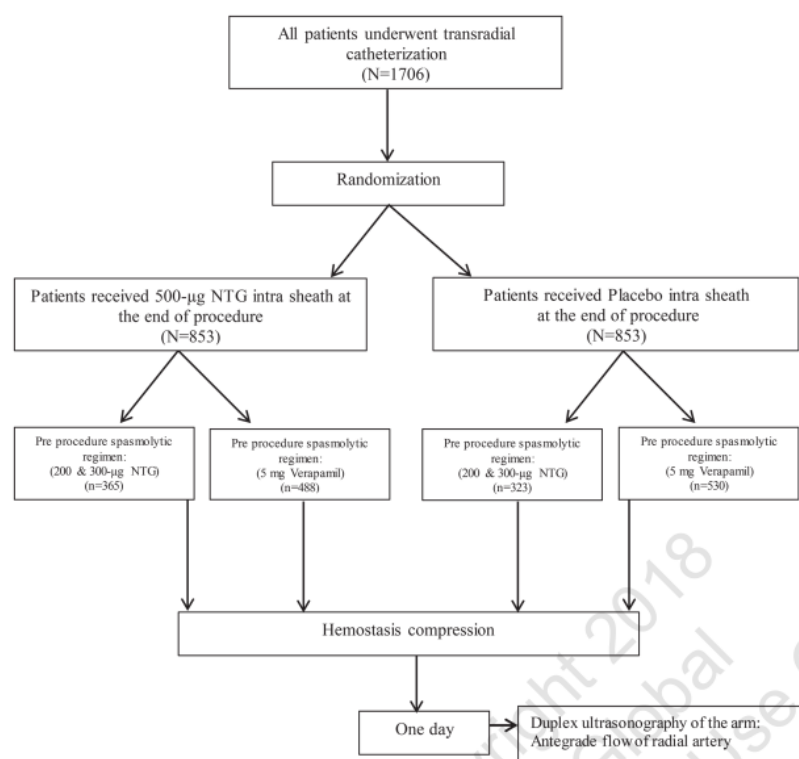 All patients underwent transradial
catheterization
(N=1706)
Randomization
Patients received 500-µg NTG intra sheath at
the end of procedure
(N=853)
Patients received Placebo intra sheath
at the end of procedure
(N=853)
Pre procedure spasmolytic
regimen:
(200 & 300-µg NTG)
(n=365)
Pre procedure spasmolytic
regimen:
(5 mg Verapamil)
(n=488)
Pre procedure spasmolytic
regimen:
(200 & 300-µg NTG)
(n=323)
Pre procedure spasmolytic
regimen:
(5 mg Verapamil)
(n=530)
Hemostasis compression
One day
Duplex ultrasonography of the arm:
Antegrade flow of radial artery
2018
Global
Use